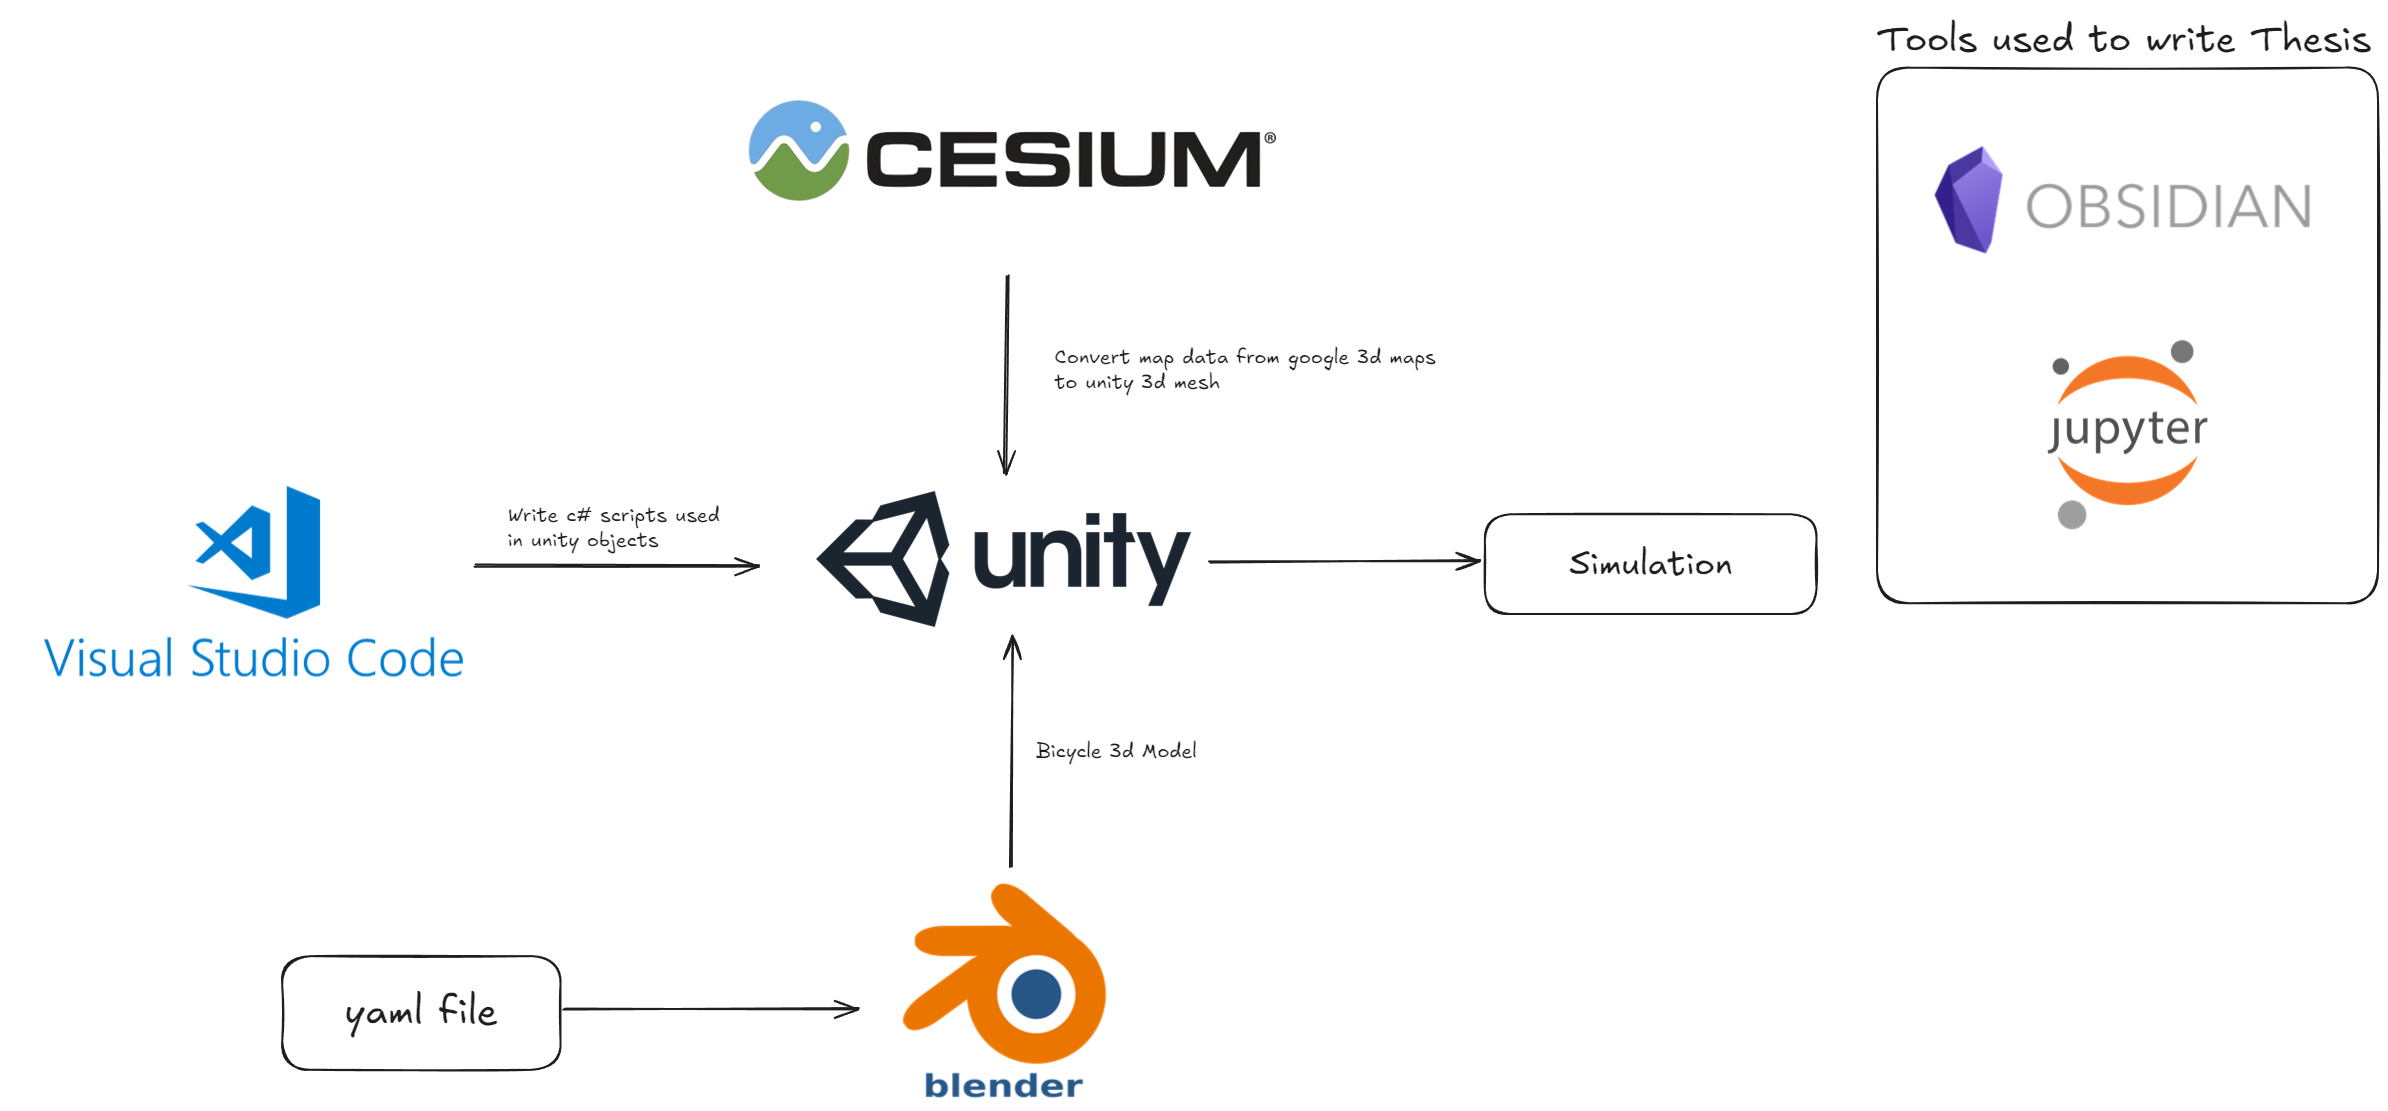 Tools used to write Thesis
CESIUM®
OBSIDIAN
Convert map data from google 3d maps
to unity 3d mesh
jupyter
Write c# scripts used
in unity objects
unity
Simulation
Visual Studio Code
Bicycle 3d Model
yaml file
blender